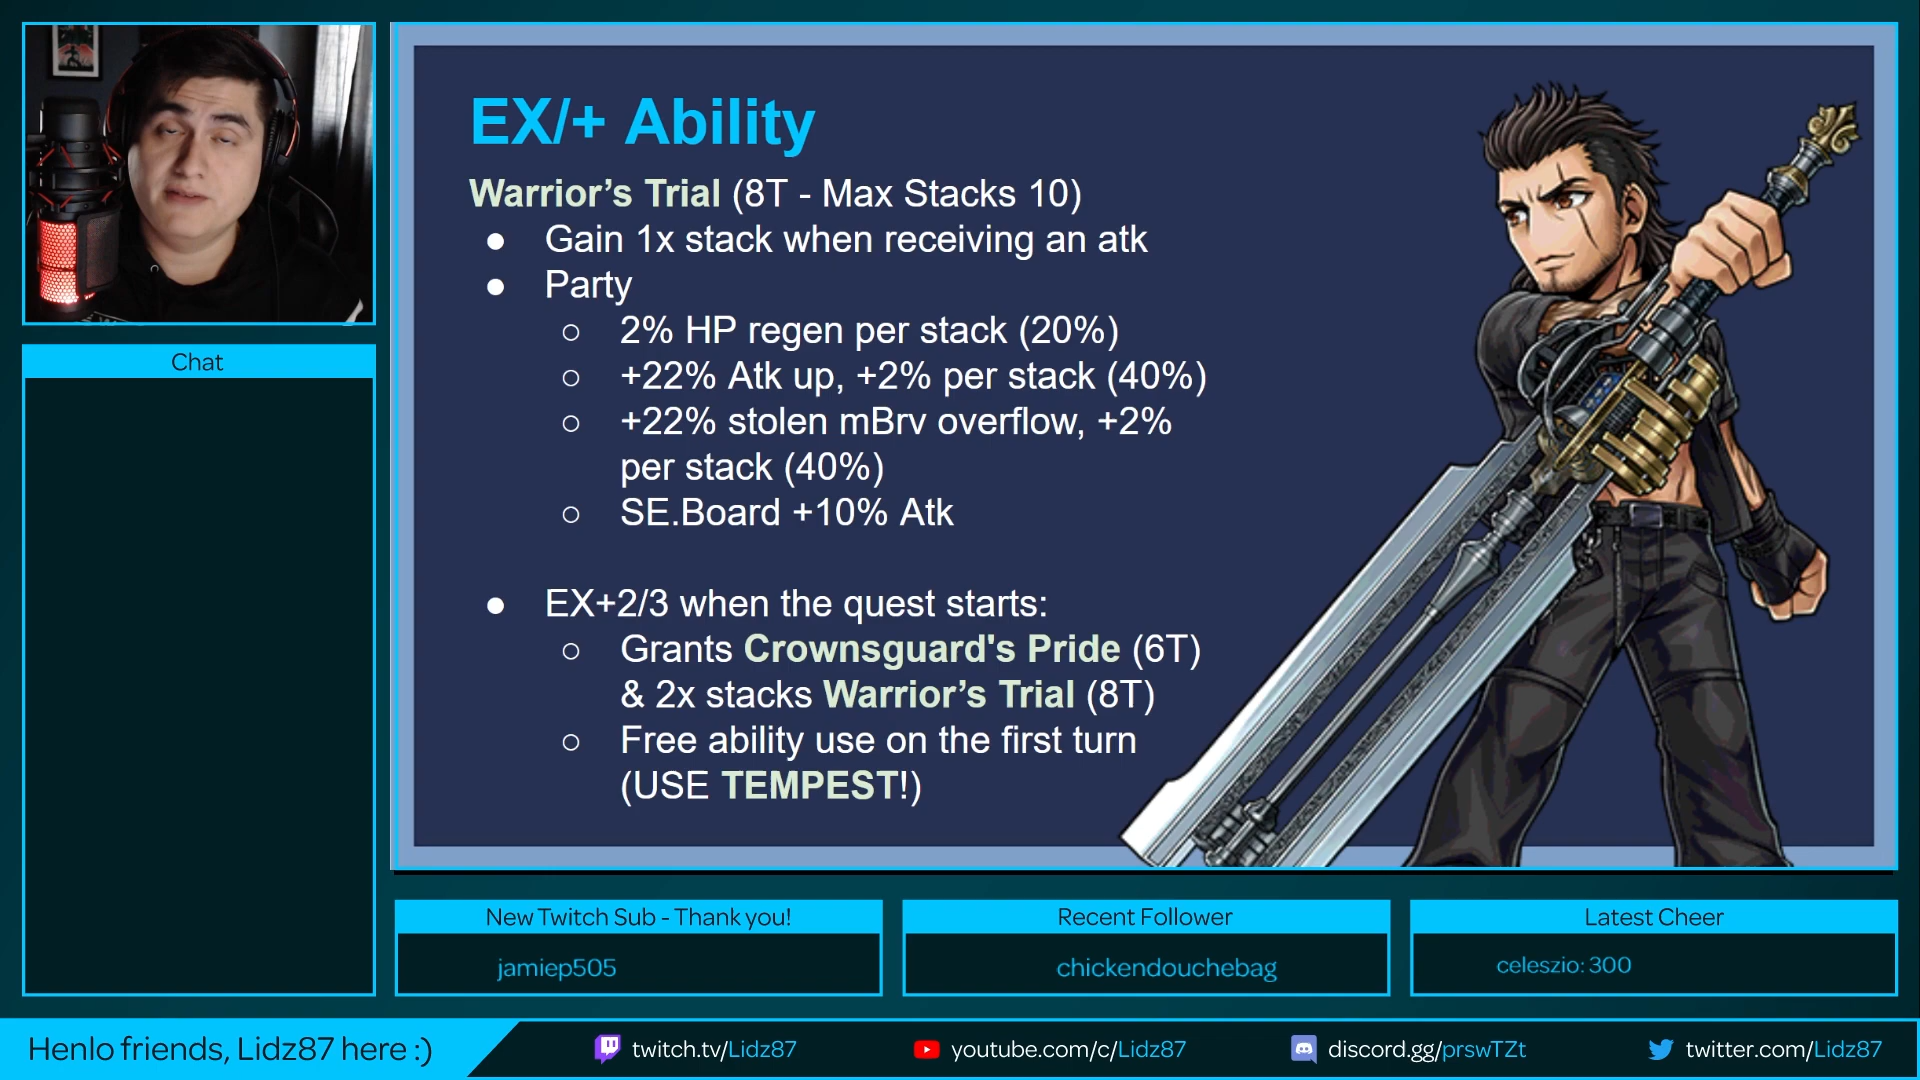 EX/+ Ability
Warrior's Trial (8T - Max Stacks 10)
● Gain 1x stack when receiving an atk
● Party
○ 2% HP regen per stack (20%)
○ +22% Atk up, +2% per stack (40%)
○ +22% stolen mBrv overflow, +2%
per stack (40%)
○ SE.Board +10% Atk
● EX+2/3 when the quest starts:
○ Grants Crownsguard's Pride (6T)
& 2x stacks Warrior's Trial (8T)
○ Free ability use on the first turn
(USE TEMPEST!)
Chat
New Twitch Sub - Thank you!
jamiep505
Recent Follower
chickendouchebag
Latest Cheer
celeszio: 300
Henlo friends, Lidz87 here :)
twitch.tv/Lidz87
youtube.com/c/Lidz87
discord.gg/prswTZt
twitter.com/Lidz87